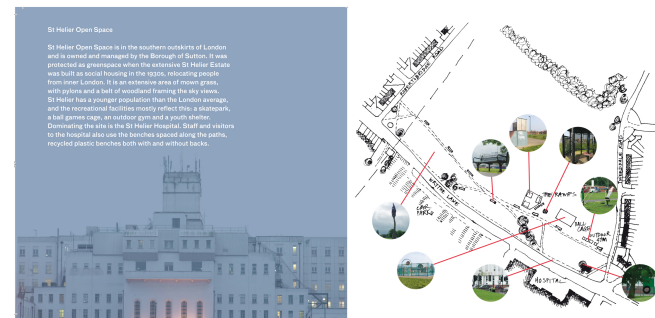 St Helier Open Space
St Helier Open Space is in the southern outskirts of London
and is owned and managed by the Borough of Sutton. It was
protected as greenspace when the extensive St Helier Estate
was built as social housing in the 1930s, relocating people
from inner London. It is an extensive area of mown grass,
with pylons and a belt of woodland framing the sky views.
St Helier has a younger population than the London average,
and the recreational facilities mostly reflect this: a skatepark,
a ball games cage, an outdoor gym and a youth shelter.
Dominating the site is the St Helier Hospital. Staff and visitors
to the hospital also use the benches spaced along the paths,
recycled plastic benches both with and without backs.
WRYTHE LANE
CAR
PARKS
THE RAMPS
BALL
CAGE
OUTDOOR
GYM
HOSPITAL